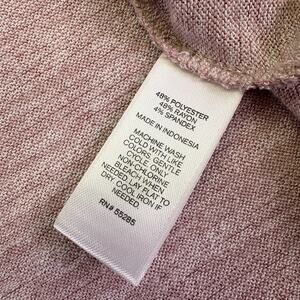 48% POLYESTER
48% RAYON
4% SPANDEX
MADE IN INDONESIA
MACHINE WASH
COLD WITH LIKE
COLORS. GENTLE
CYCLE. ONLY
NON-CHLORINE
BLEACH WHEN
NEEDED.
LAY FLAT TO
DRY. COOL IRON IF
NEEDED.
RN# 55285